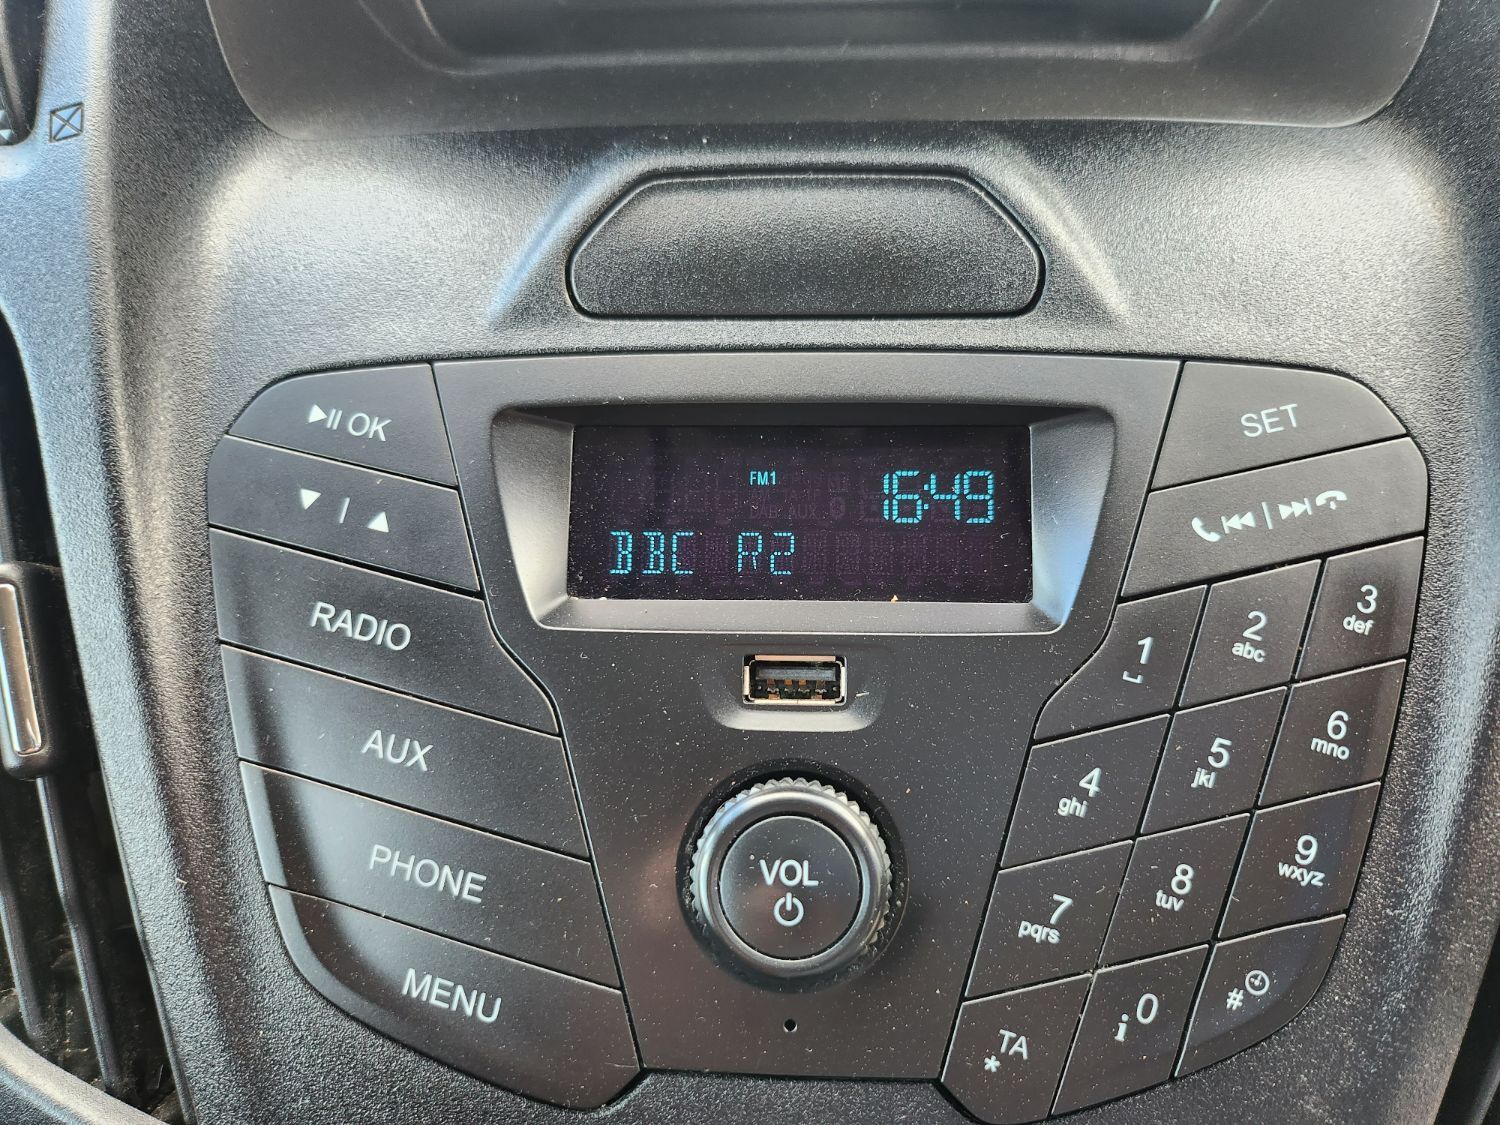 ▶II OK
▼ | ▲
RADIO
AUX
PHONE
MENU
FM1
16:49
BBC R2
VOL
SET
1
2 abc
3 def
4 ghi
5 jkl
6 mno
7 pqrs
8 tuv
9 wxyz
* TA
i 0
#